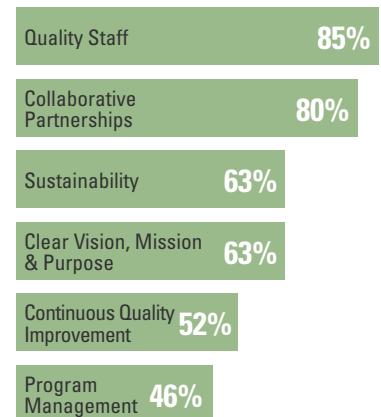 Quality Staff 85%
Collaborative
Partnerships 80%
Sustainability 63%
Clear Vision, Mission
& Purpose 63%
Continuous Quality
Improvement 52%
Program
Management 46%